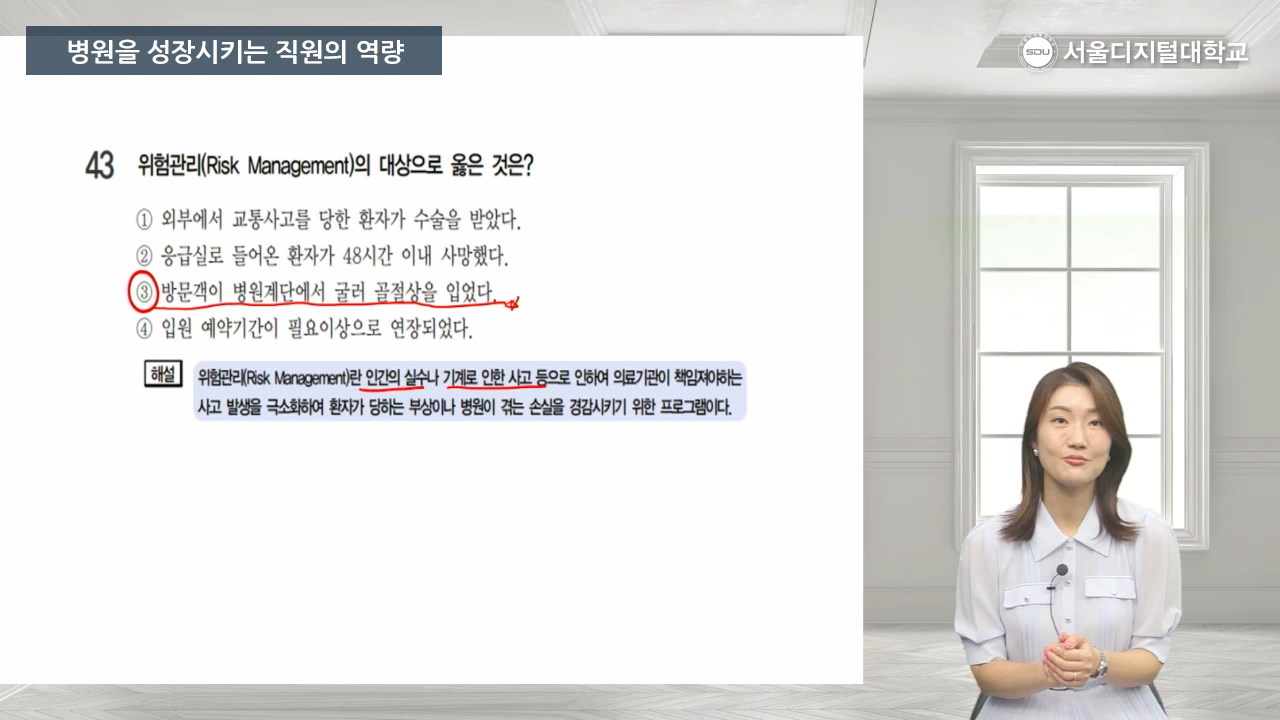 병원을 성장시키는 직원의 역량
SDU 서울디지털대학교
43 위험관리(Risk Management)의 대상으로 옳은 것은?
① 외부에서 교통사고를 당한 환자가 수술을 받았다.
② 응급실로 들어온 환자가 48시간 이내 사망했다.
③ 방문객이 병원계단에서 굴러 골절상을 입었다.
④ 입원 예약기간이 필요이상으로 연장되었다.
해설 위험관리(Risk Management)란 인간의 실수나 기계로 인한 사고 등으로 인하여 의료기관이 책임져야하는
사고 발생을 극소화하여 환자가 당하는 부상이나 병원이 겪는 손실을 경감시키기 위한 프로그램이다.